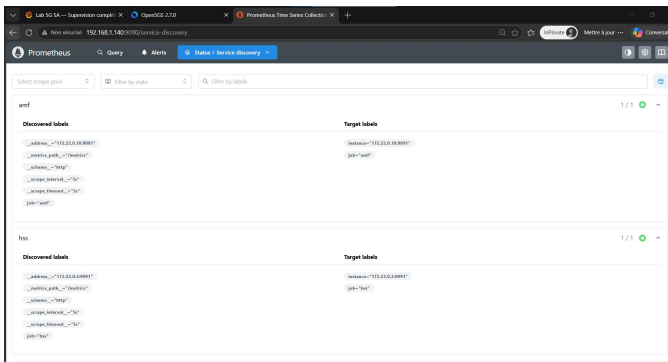 Lab 5G SA — Supervision complèt
Open5GS 2.7.0
Prometheus Time Series Collection
Non sécurisé 192.168.1.140:9090/service-discovery
InPrivate
Mettre à jour
Conversat
Prometheus
Query
Alerts
Status > Service discovery
Select scrape pool
Filter by state
Filter by labels
amf
1 / 1
Discovered labels
Target labels
__address__="172.22.0.10:9091"
instance="172.22.0.10:9091"
__metrics_path__="/metrics"
job="amf"
__scheme__="http"
__scrape_interval__="5s"
__scrape_timeout__="5s"
job="amf"
hss
1 / 1
Discovered labels
Target labels
__address__="172.22.0.3:9091"
instance="172.22.0.3:9091"
__metrics_path__="/metrics"
job="hss"
__scheme__="http"
__scrape_interval__="5s"
__scrape_timeout__="5s"
job="hss"